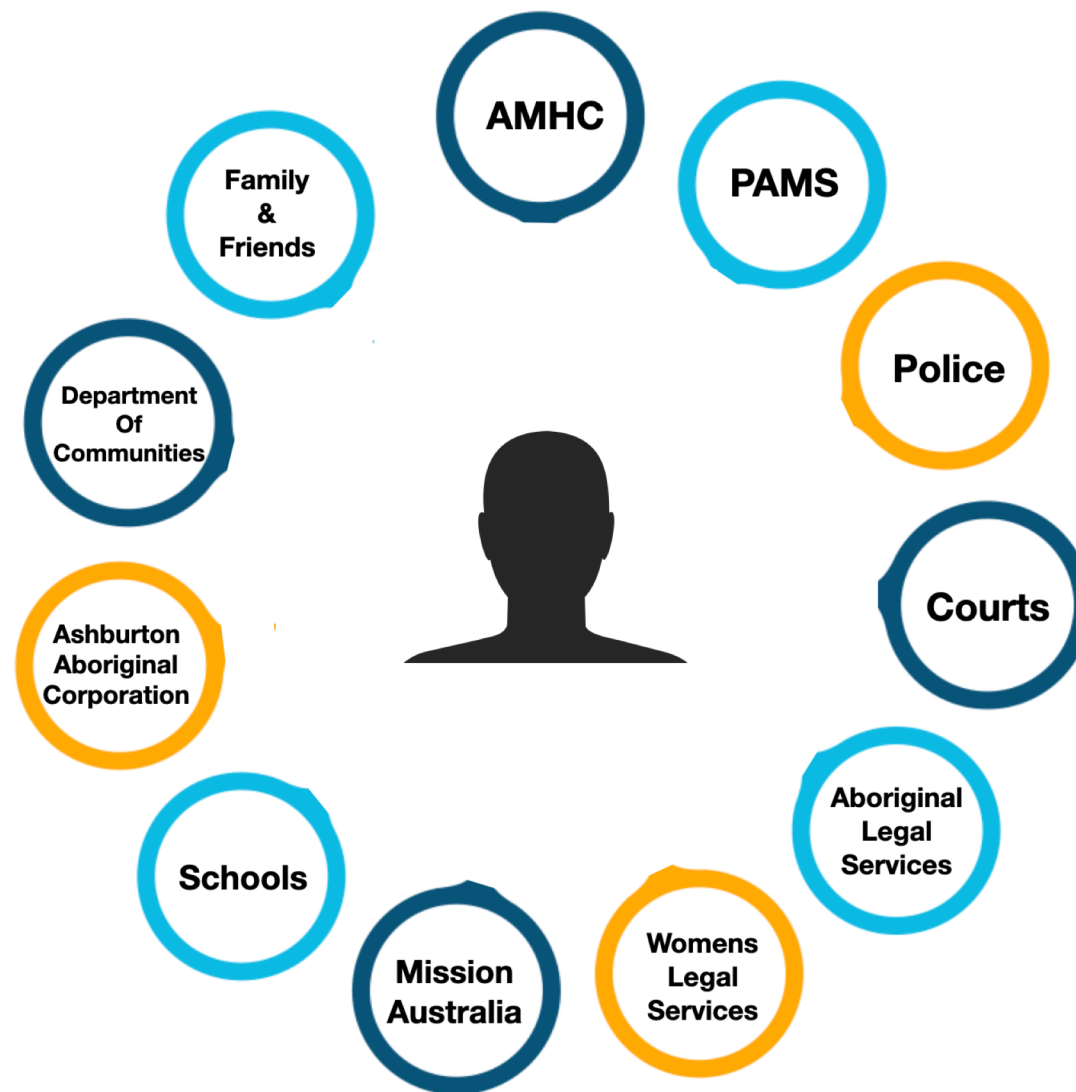 AMHC
PAMS
Police
Courts
Aboriginal
Legal
Services
Womens
Legal
Services
Mission
Australia
Schools
Ashburton
Aboriginal
Corporation
Department
Of
Communities
Family
&
Friends